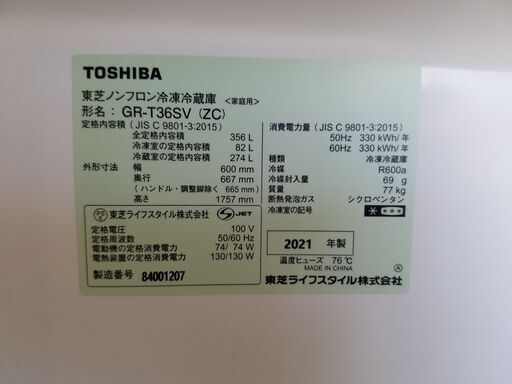 TOSHIBA
東芝ノンフロン冷凍冷蔵庫 <家庭用>
形名：GR-T36SV (ZC)
定格内容積 (JIS C 9801-3:2015)
全定格内容積 356 L
冷凍室の定格内容積 82 L
冷蔵室の定格内容積 274 L
外形寸法 幅 600 mm
奥行 667 mm
(ハンドル・調整脚除く 665 mm)
高さ 1757 mm
消費電力量 (JIS C 9801-3:2015)
50Hz 330 kWh/年
60Hz 330 kWh/年
種類 冷凍冷蔵庫
冷媒 R600a
冷媒封入量 69 g
質量 77 kg
断熱発泡ガス シクロペンタン
冷凍室の記号
PS E 東芝ライフスタイル株式会社 JET
定格電圧 100 V
定格周波数 50/60 Hz
電動機の定格消費電力 74/ 74 W
電熱装置の定格消費電力 130/130 W
製造番号 84001207
2021 年製
温度ヒューズ 76℃
MADE IN CHINA
A
東芝ライフスタイル株式会社